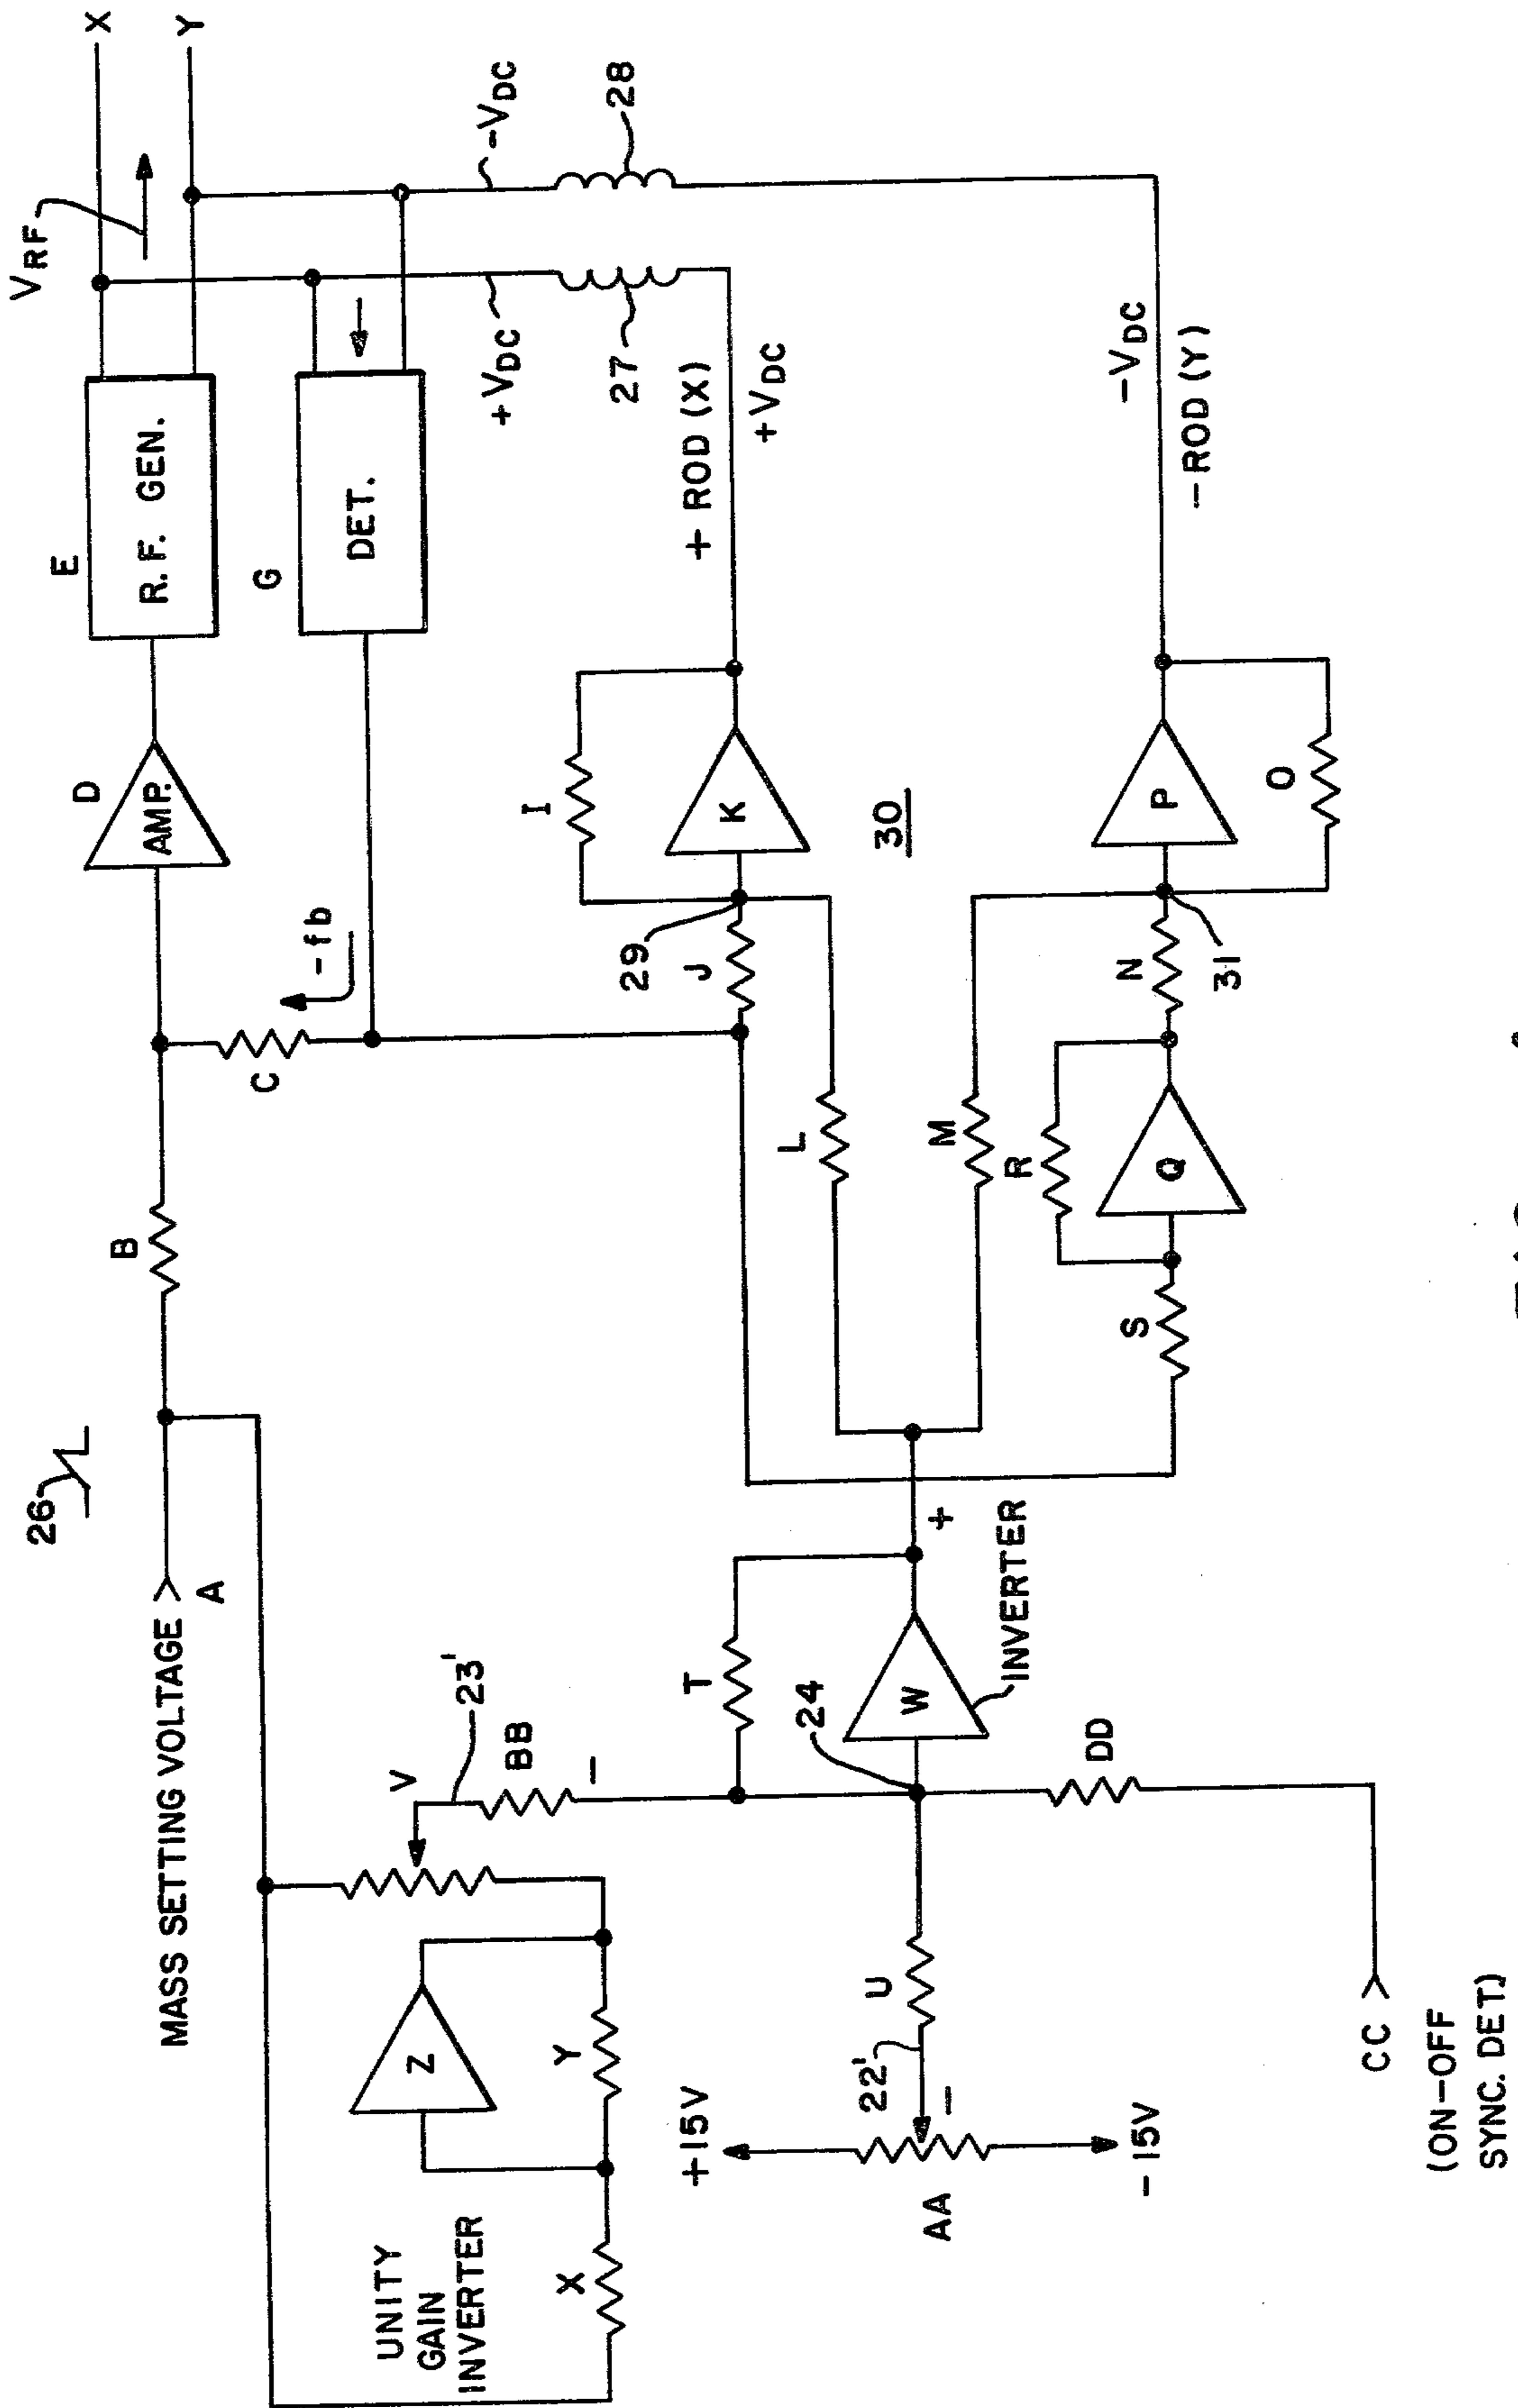 X
Y
VRF
-VDC
28
+VDC
27
E
R.F. GEN.
G
DET.
D
AMP.
-fb
C
B
26
MASS SETTING VOLTAGE
A
+ ROD (X)
+VDC
-VDC
-ROD (Y)
I
K
30
29
J
P
O
N
31
L
M
R
Q
S
+
INVERTER
T
W
24
V
23'
BB
-
DD
Z
Y
X
UNITY
GAIN
INVERTER
U
22'
-
+15V
-15V
AA
CC
(ON-OFF
SYNC. DET)